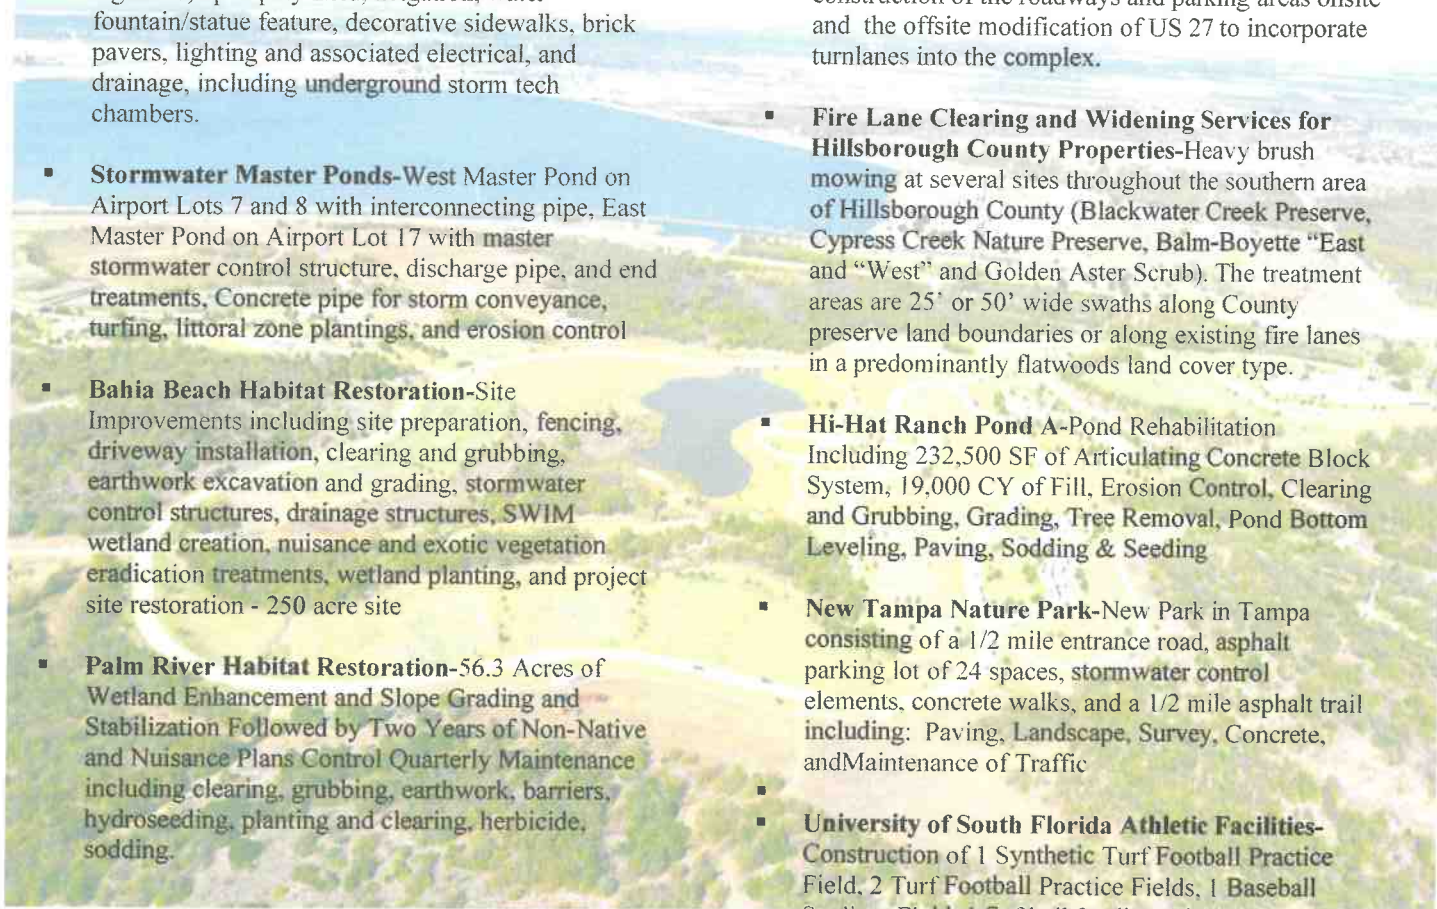 fountain/statue feature, decorative sidewalks, brick
pavers, lighting and associated electrical, and
drainage, including underground storm tech
chambers.
▪ Stormwater Master Ponds-West Master Pond on
Airport Lots 7 and 8 with interconnecting pipe, East
Master Pond on Airport Lot 17 with master
stormwater control structure, discharge pipe, and end
treatments, Concrete pipe for storm conveyance,
turfing, littoral zone plantings, and erosion control
▪ Bahia Beach Habitat Restoration-Site
Improvements including site preparation, fencing,
driveway installation, clearing and grubbing,
earthwork excavation and grading, stormwater
control structures, drainage structures, SWIM
wetland creation, nuisance and exotic vegetation
eradication treatments, wetland planting, and project
site restoration - 250 acre site
▪ Palm River Habitat Restoration-56.3 Acres of
Wetland Enhancement and Slope Grading and
Stabilization Followed by Two Years of Non-Native
and Nuisance Plans Control Quarterly Maintenance
including clearing, grubbing, earthwork, barriers,
hydroseeding, planting and clearing, herbicide,
sodding.
construction of the roadways and parking areas onsite
and the offsite modification of US 27 to incorporate
turnlanes into the complex.
▪ Fire Lane Clearing and Widening Services for
Hillsborough County Properties-Heavy brush
mowing at several sites throughout the southern area
of Hillsborough County (Blackwater Creek Preserve,
Cypress Creek Nature Preserve, Balm-Boyette “East
and “West” and Golden Aster Scrub). The treatment
areas are 25’ or 50’ wide swaths along County
preserve land boundaries or along existing fire lanes
in a predominantly flatwoods land cover type.
▪ Hi-Hat Ranch Pond A-Pond Rehabilitation
Including 232,500 SF of Articulating Concrete Block
System, 19,000 CY of Fill, Erosion Control, Clearing
and Grubbing, Grading, Tree Removal, Pond Bottom
Leveling, Paving, Sodding & Seeding
▪ New Tampa Nature Park-New Park in Tampa
consisting of a 1/2 mile entrance road, asphalt
parking lot of 24 spaces, stormwater control
elements, concrete walks, and a 1/2 mile asphalt trail
including: Paving, Landscape, Survey, Concrete,
andMaintenance of Traffic
▪
▪ University of South Florida Athletic Facilities-
Construction of 1 Synthetic Turf Football Practice
Field, 2 Turf Football Practice Fields, 1 Baseball